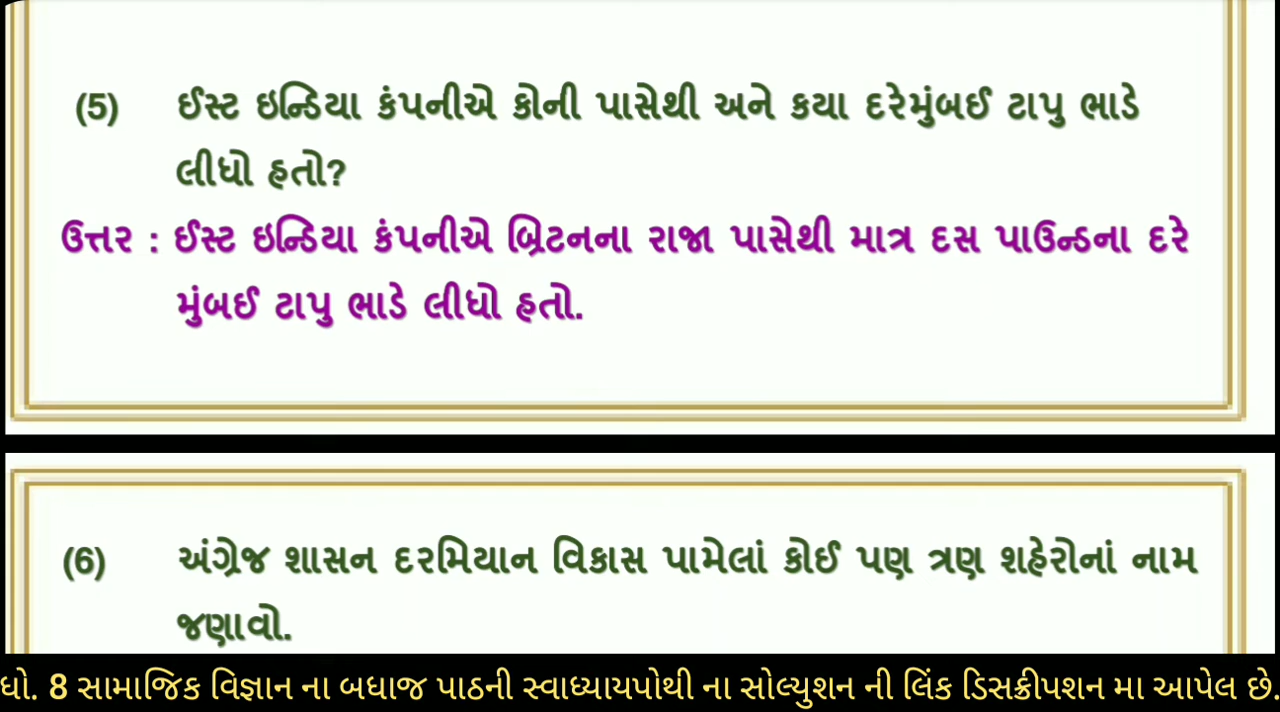 (5) ઈસ્ટ ઇન્ડિયા કંપનીએ કોની પાસેથી અને કયા દરેમુંબઈ ટાપુ ભાડે
લીધો હતો?
ઉત્તર : ઈસ્ટ ઇન્ડિયા કંપનીએ બ્રિટનના રાજા પાસેથી માત્ર દસ પાઉન્ડના દરે
મુંબઈ ટાપુ ભાડે લીધો હતો.
(6) અંગ્રેજ શાસન દરમિયાન વિકાસ પામેલાં કોઈ પણ ત્રણ શહેરોનાં નામ
જણાવો.
ધો. 8 સામાજિક વિજ્ઞાન ના બધાજ પાઠની સ્વાધ્યાયપોથી ના સોલ્યુશન ની લિંક ડિસક્રીપશન મા આપેલ છે.